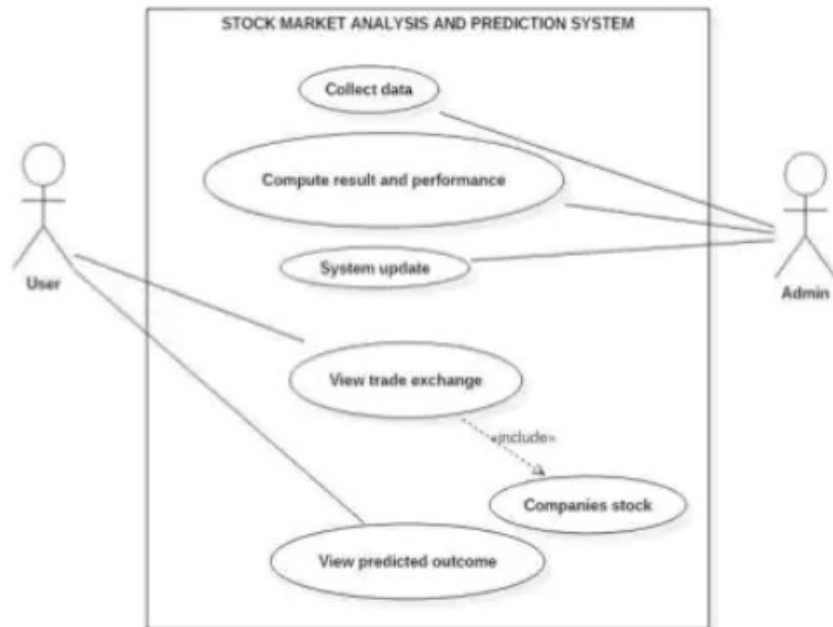 STOCK MARKET ANALYSIS AND PREDICTION SYSTEM
Collect data
Compute result and performance
System update
User
Admin
View trade exchange
«include»
Companies stock
View predicted outcome